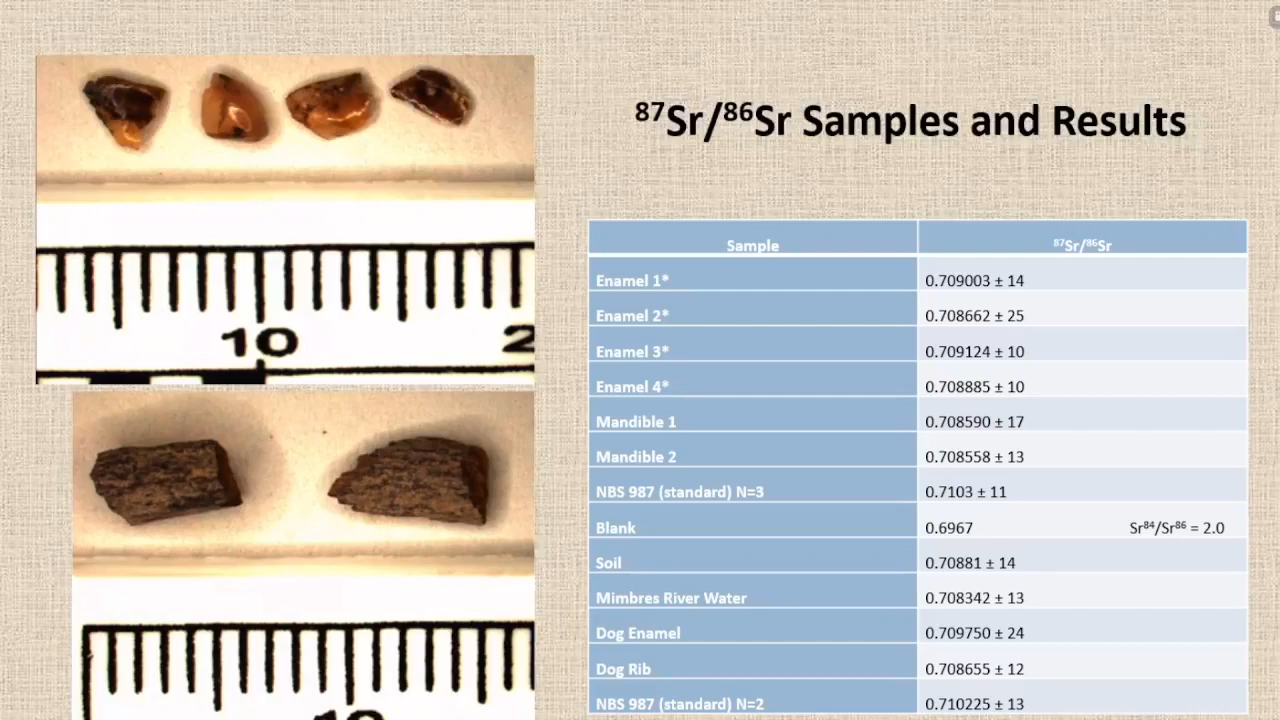 ⁸⁷Sr/⁸⁶Sr Samples and Results
10
2
10
Sample ⁸⁷Sr/⁸⁶Sr
Enamel 1* 0.709003 ± 14
Enamel 2* 0.708662 ± 25
Enamel 3* 0.709124 ± 10
Enamel 4* 0.708885 ± 10
Mandible 1 0.708590 ± 17
Mandible 2 0.708558 ± 13
NBS 987 (standard) N=3 0.7103 ± 11
Blank 0.6967 Sr⁸⁴/Sr⁸⁶ = 2.0
Soil 0.70881 ± 14
Mimbres River Water 0.708342 ± 13
Dog Enamel 0.709750 ± 24
Dog Rib 0.708655 ± 12
NBS 987 (standard) N=2 0.710225 ± 13